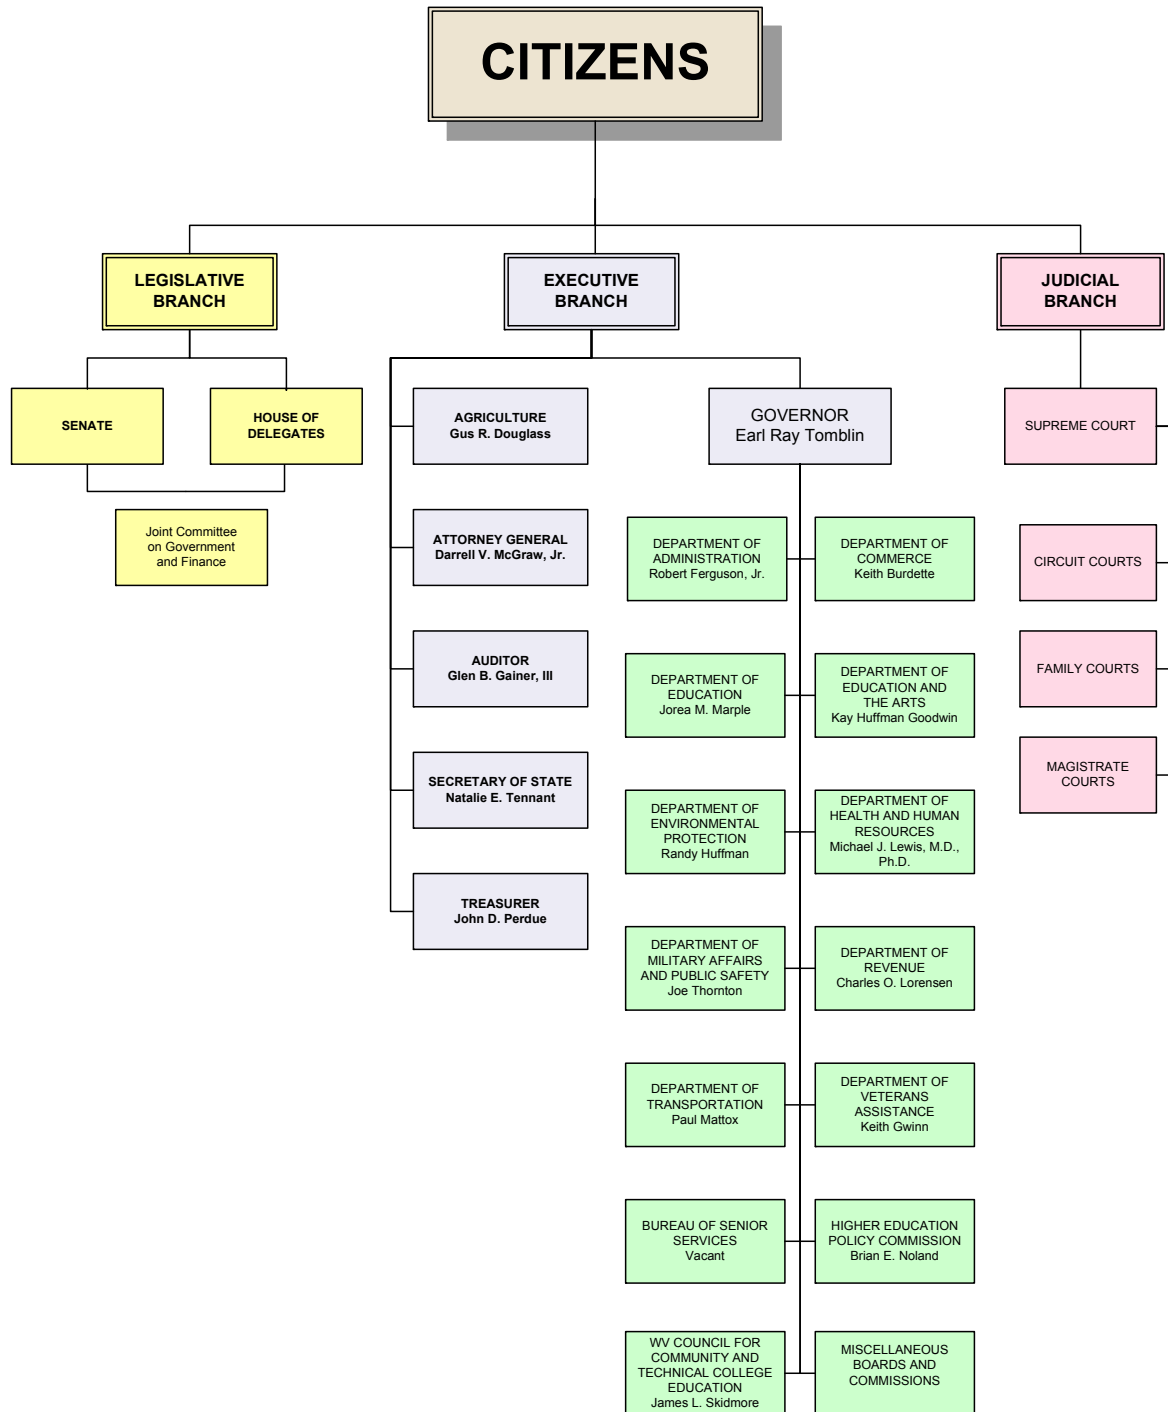 CITIZENS
LEGISLATIVE
BRANCH
EXECUTIVE
BRANCH
JUDICIAL
BRANCH
SENATE
HOUSE OF
DELEGATES
Joint Committee
on Government
and Finance
AGRICULTURE
Gus R. Douglass
ATTORNEY GENERAL
Darrell V. McGraw, Jr.
AUDITOR
Glen B. Gainer, III
SECRETARY OF STATE
Natalie E. Tennant
TREASURER
John D. Perdue
GOVERNOR
Earl Ray Tomblin
DEPARTMENT OF
ADMINISTRATION
Robert Ferguson, Jr.
DEPARTMENT OF
COMMERCE
Keith Burdette
DEPARTMENT OF
EDUCATION
Jorea M. Marple
DEPARTMENT OF
EDUCATION AND
THE ARTS
Kay Huffman Goodwin
DEPARTMENT OF
ENVIRONMENTAL
PROTECTION
Randy Huffman
DEPARTMENT OF
HEALTH AND HUMAN
RESOURCES
Michael J. Lewis, M.D.,
Ph.D.
DEPARTMENT OF
MILITARY AFFAIRS
AND PUBLIC SAFETY
Joe Thornton
DEPARTMENT OF
REVENUE
Charles O. Lorensen
DEPARTMENT OF
TRANSPORTATION
Paul Mattox
DEPARTMENT OF
VETERANS
ASSISTANCE
Keith Gwinn
BUREAU OF SENIOR
SERVICES
Vacant
HIGHER EDUCATION
POLICY COMMISSION
Brian E. Noland
WV COUNCIL FOR
COMMUNITY AND
TECHNICAL COLLEGE
EDUCATION
James L. Skidmore
MISCELLANEOUS
BOARDS AND
COMMISSIONS
SUPREME COURT
CIRCUIT COURTS
FAMILY COURTS
MAGISTRATE
COURTS